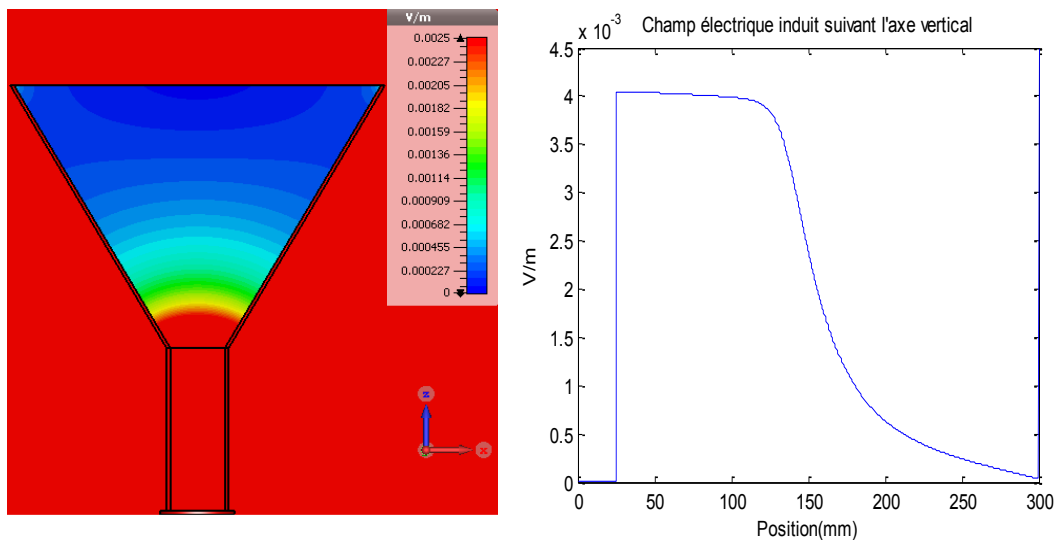 V/m
0.0025
0.00227
0.00205
0.00182
0.00159
0.00136
0.00114
0.000909
0.000682
0.000455
0.000227
0
z
x
x 10⁻³
Champ électrique induit suivant l'axe vertical
4.5
4
3.5
3
2.5
2
1.5
1
0.5
0
V/m
0 50 100 150 200 250 300
Position(mm)